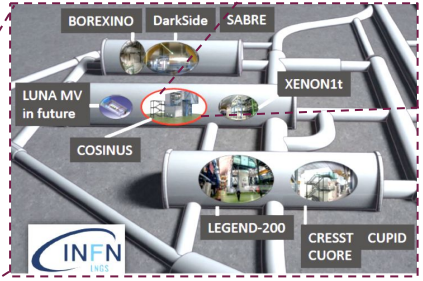 BOREXINO
DarkSide
SABRE
XENON1t
LUNA MV
in future
COSINUS
LEGEND-200
CRESST CUPID
CUORE
INFN
LNGS